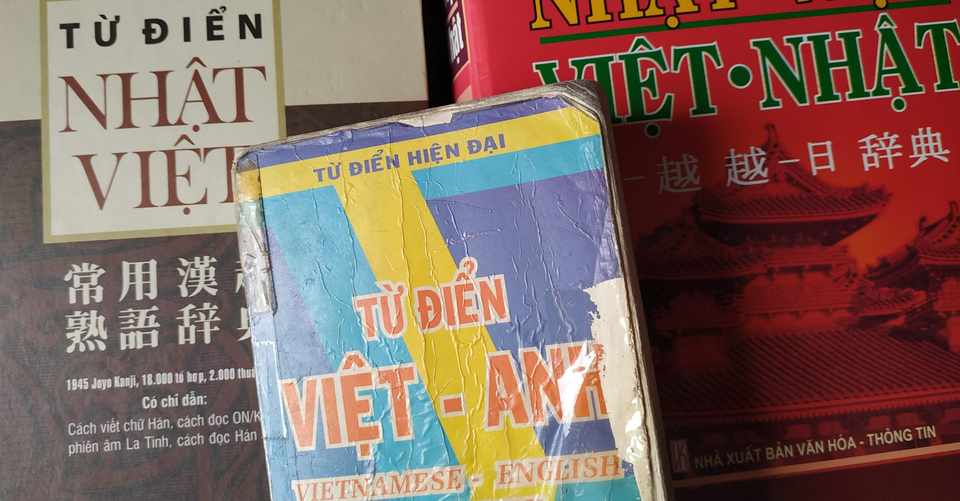 TỪ ĐIỂN
NHẬT
VIỆT
常用漢
熟語辞典
1945 Joyo Kanji, 18.000 tổ hợp, 2.000
Có chỉ dẫn:
Cách viết chữ Hán, cách đọc
phiên âm La Tinh, cách đọc Hán
TỪ ĐIỂN HIỆN ĐẠI
TỪ ĐIỂN
VIỆT - ANH
VIETNAMESE - ENGLISH
VIỆT • NHẬT
越 越 - 日 辞典
NHÀ XUẤT BẢN VĂN HÓA - THÔNG TIN